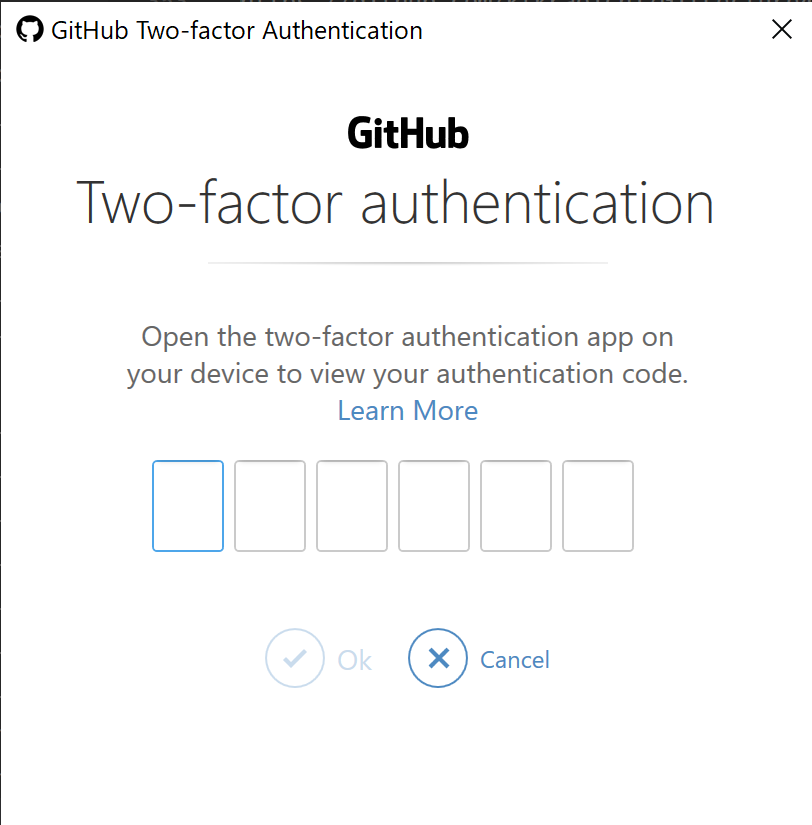 GitHub Two-factor Authentication
GitHub
Two-factor authentication
Open the two-factor authentication app on
your device to view your authentication code.
Learn More
Ok
Cancel